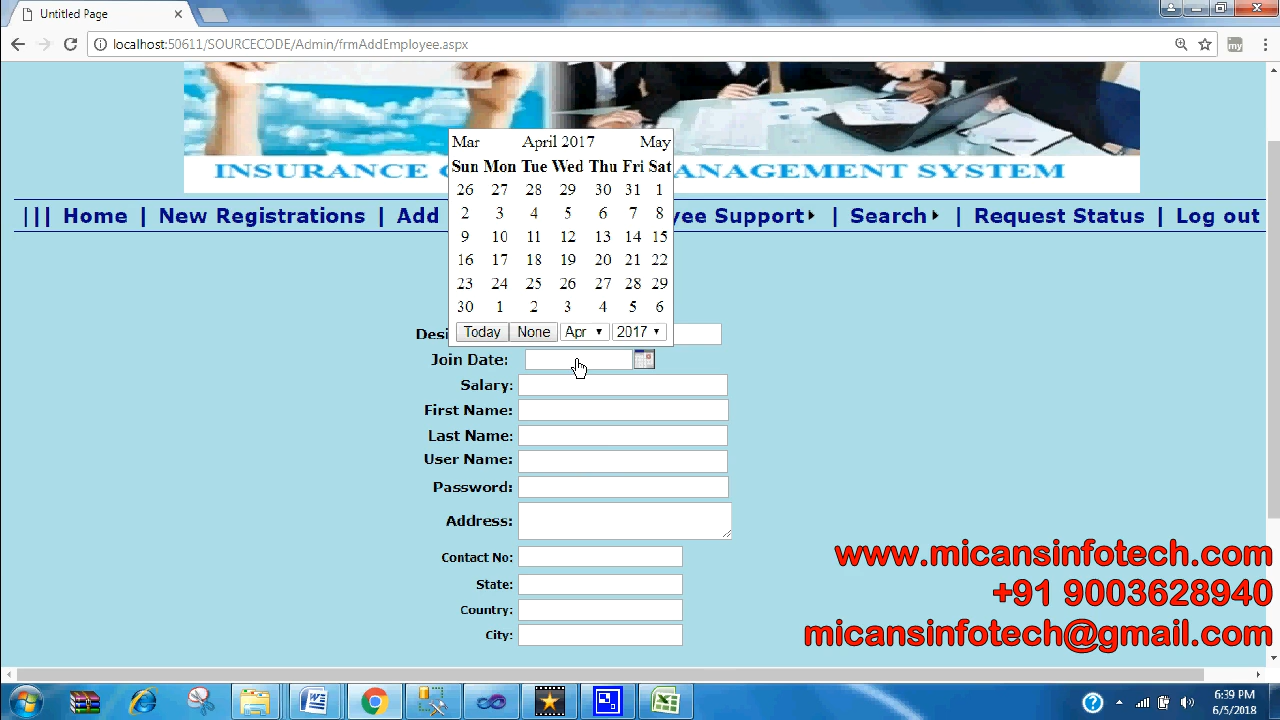 Untitled Page
localhost:50611/SOURCECODE/Admin/frmAddEmployee.aspx
my
INSURANCE MANAGEMENT SYSTEM
||| Home | New Registrations | Add Support | Search | Request Status | Log out
Mar April 2017 May
Sun Mon Tue Wed Thu Fri Sat
26 27 28 29 30 31 1
2 3 4 5 6 7 8
9 10 11 12 13 14 15
16 17 18 19 20 21 22
23 24 25 26 27 28 29
30 1 2 3 4 5 6
Today None Apr 2017
Join Date:
Salary:
First Name:
Last Name:
User Name:
Password:
Address:
Contact No:
State:
Country:
City:
www.micansinfotech.com
+91 9003628940
micansinfotech@gmail.com
6:39 PM
6/5/2018